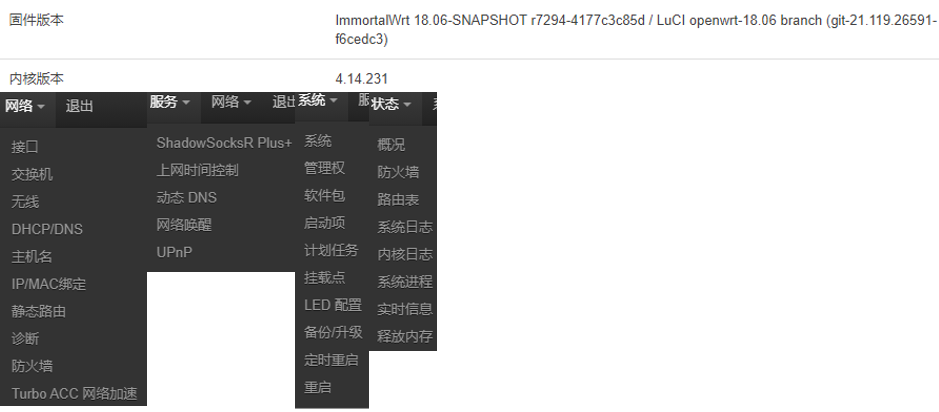 固件版本
ImmortalWrt 18.06-SNAPSHOT r7294-4177c3c85d / LuCI openwrt-18.06 branch (git-21.119.26591-
f6cedc3)
内核版本
4.14.231
网络
退出
接口
交换机
无线
DHCP/DNS
主机名
IP/MAC绑定
静态路由
诊断
防火墙
Turbo ACC 网络加速
服务
网络
退出
ShadowSocksR Plus+
上网时间控制
动态 DNS
网络唤醒
UPnP
系统
系统
管理权
软件包
启动项
计划任务
挂载点
LED 配置
备份/升级
定时重启
重启
状态
概况
防火墙
路由表
系统日志
内核日志
系统进程
实时信息
释放内存